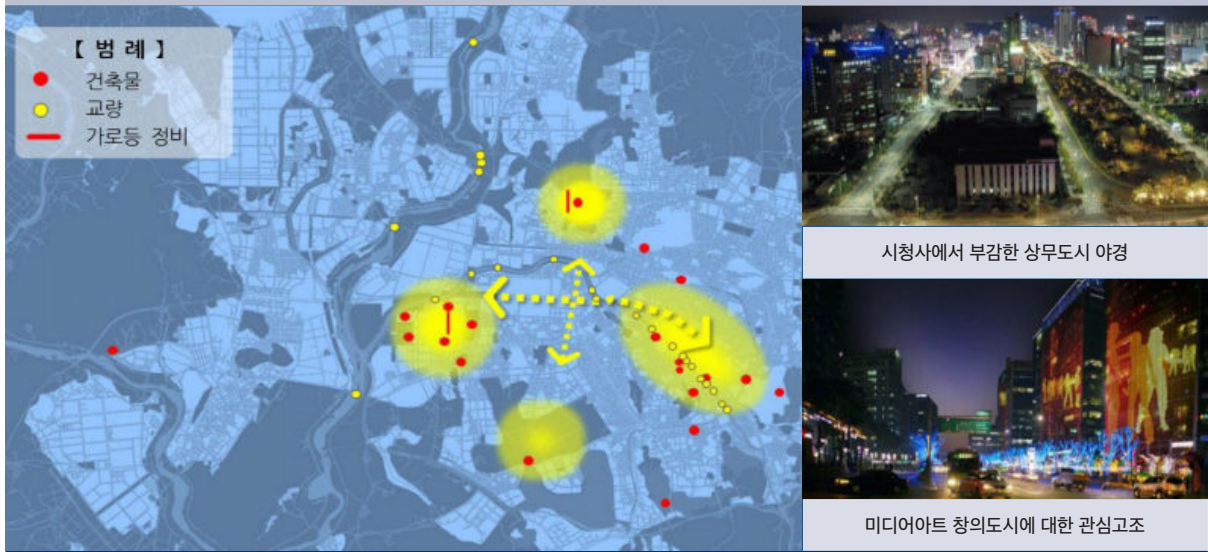 【 범 례 】
건축물
교량
가로등 정비
시청사에서 부감한 상무도시 야경
미디어아트 창의도시에 대한 관심고조